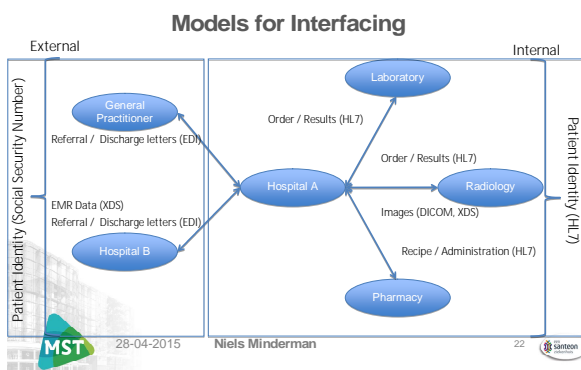 Models for Interfacing
External
Internal
Patient Identity (Social Security Number)
General
Practitioner
Referral / Discharge letters (EDI)
EMR Data (XDS)
Referral / Discharge letters (EDI)
Hospital B
Hospital A
Laboratory
Order / Results (HL7)
Order / Results (HL7)
Radiology
Images (DICOM, XDS)
Recipe / Administration (HL7)
Pharmacy
Patient Identity (HL7)
MST
28-04-2015
Niels Minderman
22
een
santeon
ziekenhuis